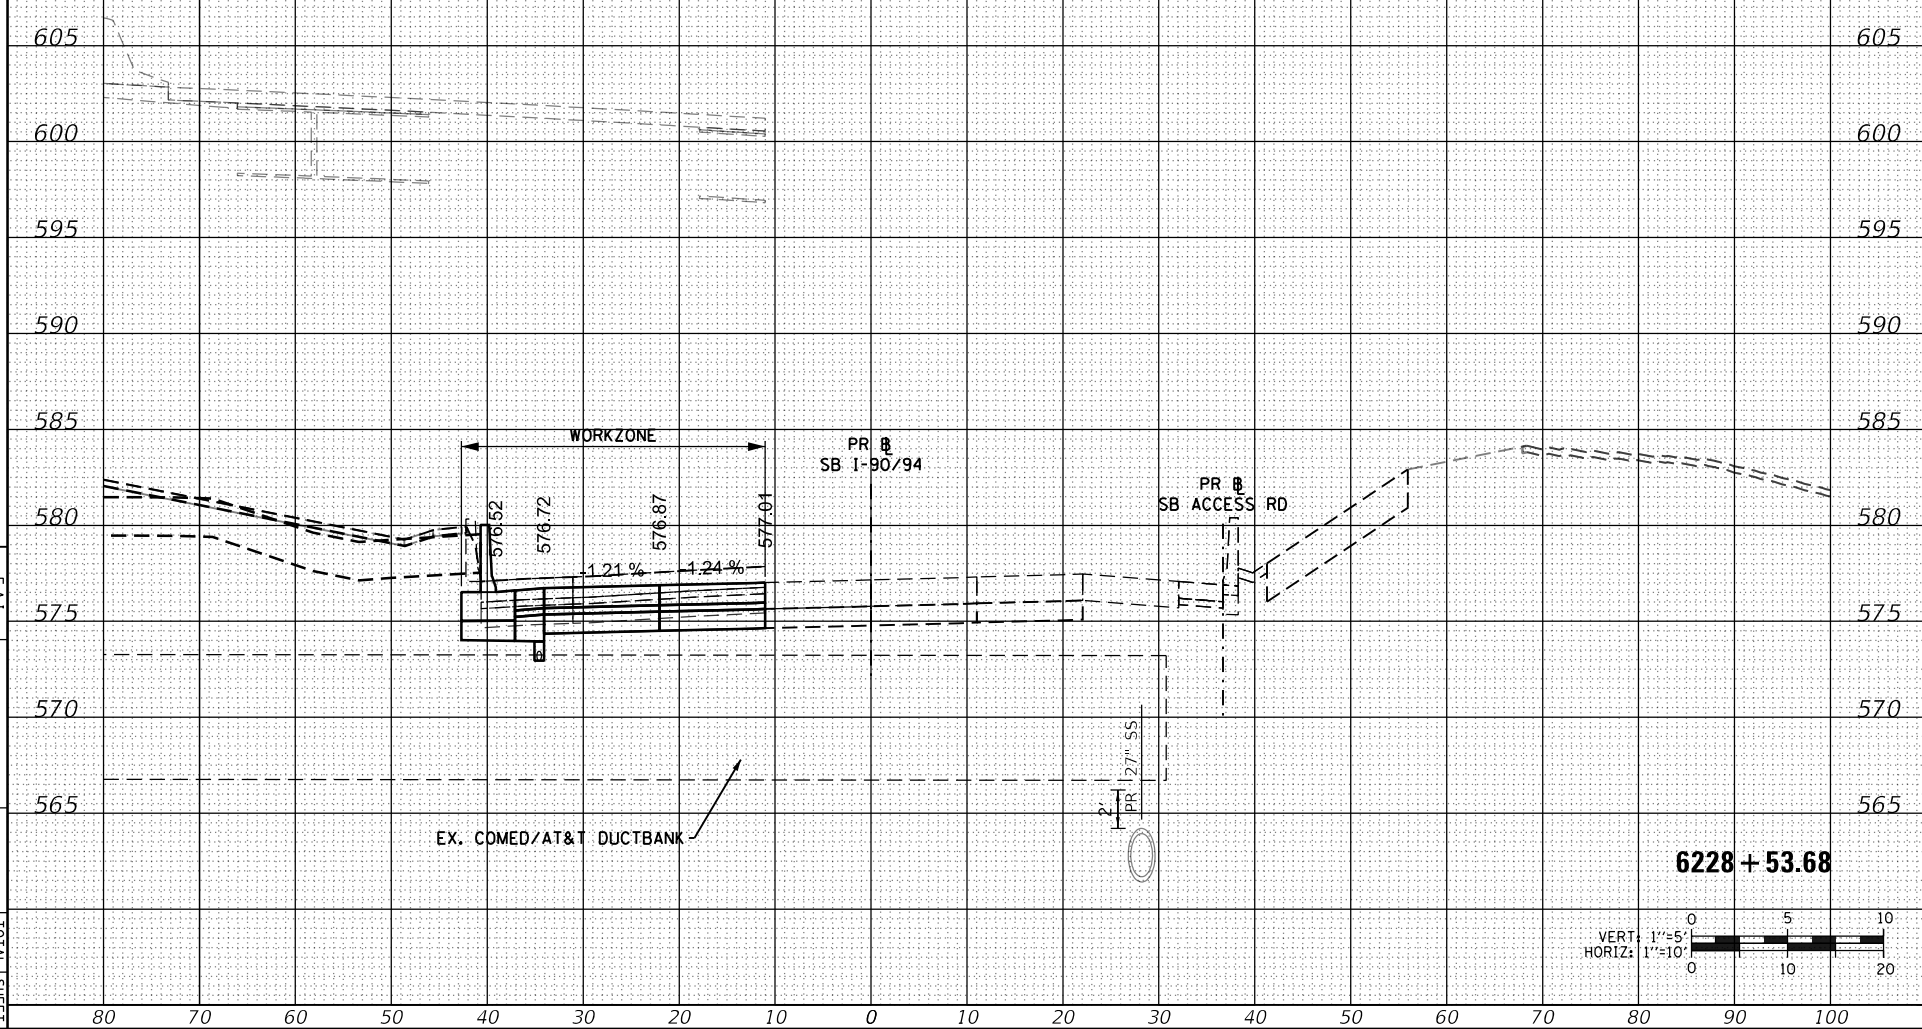 605 605
600 600
595 595
590 590
585 585
WORKZONE
PR BL
SB I-90/94
PR BL
SB ACCESS RD
580 580
576.52 576.72 576.87 577.01
-1.21 % -1.24 %
575 575
570 570
PR 27" SS
2'
565 565
EX. COMED/AT&T DUCTBANK
6228 + 53.68
0 5 10
VERT: 1''=5'
HORIZ: 1''=10'
0 10 20
80 70 60 50 40 30 20 10 0 10 20 30 40 50 60 70 80 90 100